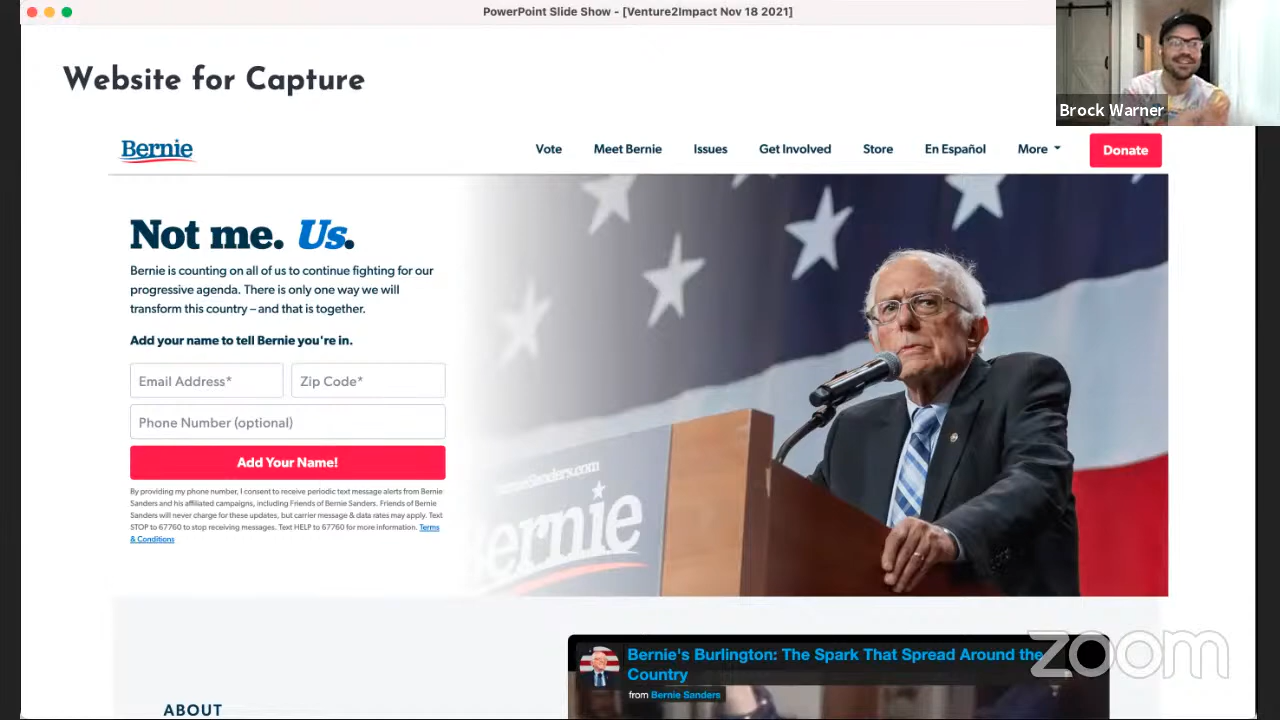 PowerPoint Slide Show - [Venture2Impact Nov 18 2021]
Website for Capture
Brock Warner
Bernie
Vote
Meet Bernie
Issues
Get Involved
Store
En Español
More
Donate
Not me. Us.
Bernie is counting on all of us to continue fighting for our
progressive agenda. There is only one way we will
transform this country – and that is together.
Add your name to tell Bernie you're in.
Email Address*
Zip Code*
Phone Number (optional)
Add Your Name!
By providing my phone number, I consent to receive periodic text message alerts from Bernie
Sanders and his affiliated campaigns, including Friends of Bernie Sanders. Friends of Bernie
Sanders will never charge for these updates, but carrier message & data rates may apply. Text
STOP to 67760 to stop receiving messages. Text HELP to 67760 for more information. Terms
& Conditions
Bernie
Bernie's Burlington: The Spark That Spread Around the
Country
from Bernie Sanders
ABOUT
zoom